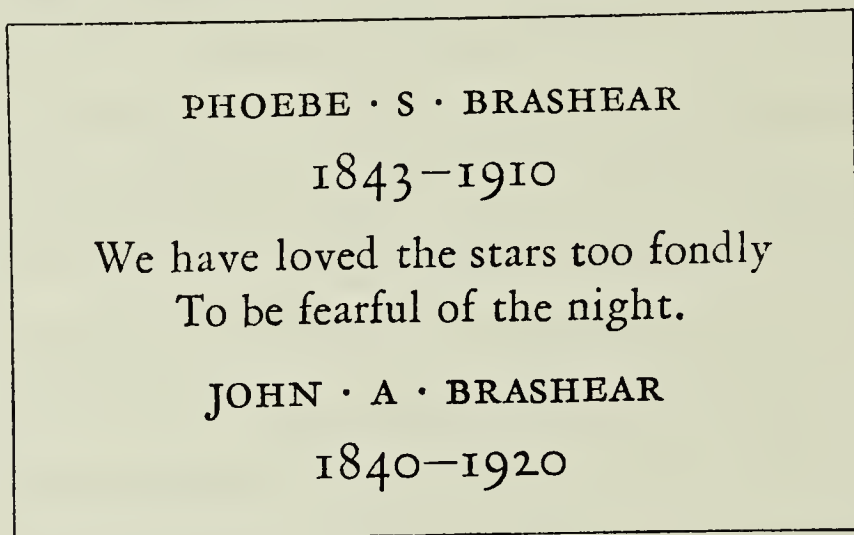 PHOEBE · S · BRASHEAR
1843–1910
We have loved the stars too fondly
To be fearful of the night.
JOHN · A · BRASHEAR
1840–1920